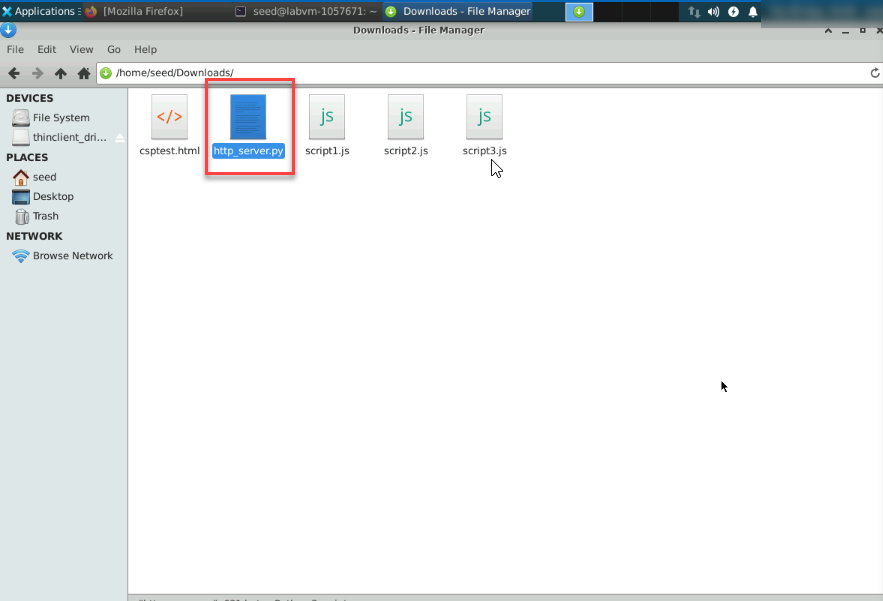 Applications
[Mozilla Firefox]
seed@labvm-1057671: ~
Downloads - File Manager
Downloads - File Manager
File Edit View Go Help
/home/seed/Downloads/
DEVICES
File System
thinclient_dri...
PLACES
seed
Desktop
Trash
NETWORK
Browse Network
</>
js
js
js
csptest.html
http_server.py
script1.js
script2.js
script3.js